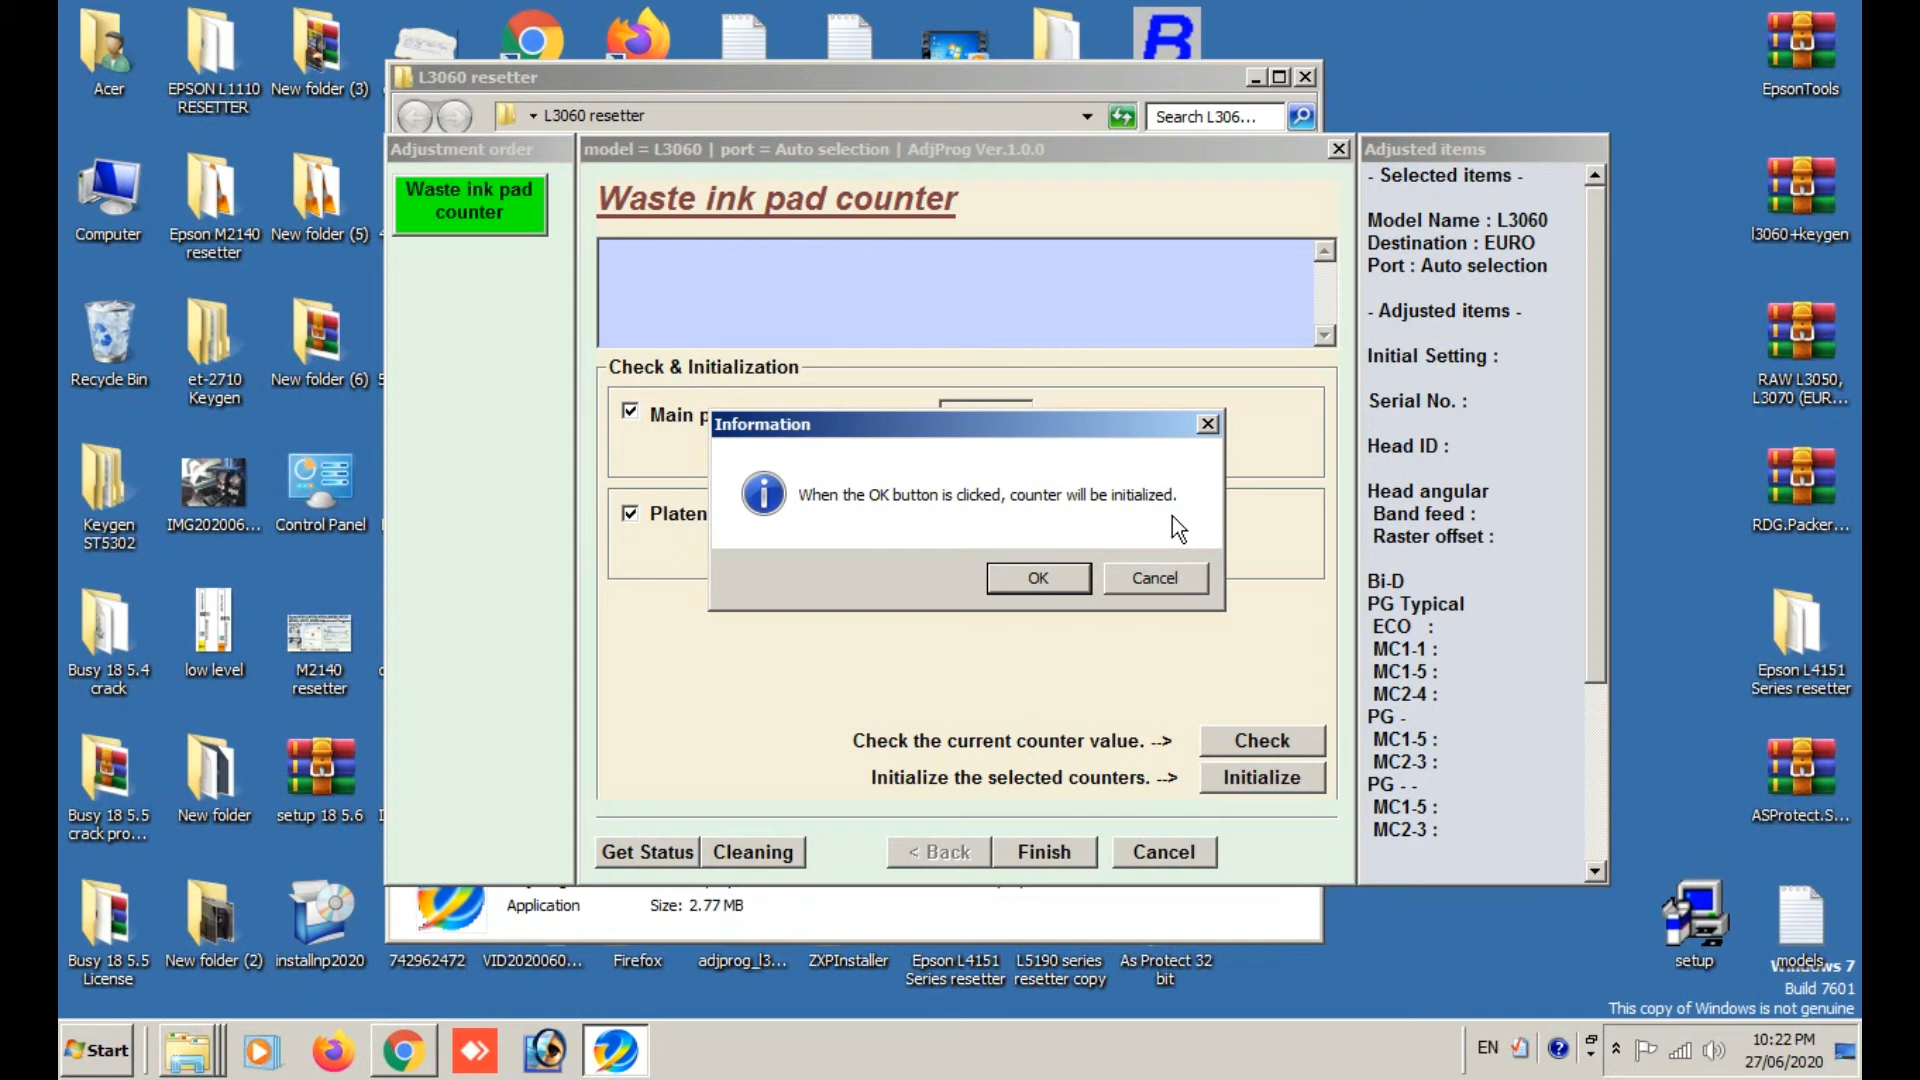 Acer
EPSON L1110
RESETTER
New folder (3)
EpsonTools
L3060 resetter
L3060 resetter
Search L306...
Adjustment order
model = L3060 | port = Auto selection | AdjProg Ver.1.0.0
Adjusted items
Waste ink pad
counter
Waste ink pad counter
- Selected items -
Model Name : L3060
Destination : EURO
Port : Auto selection
- Adjusted items -
Initial Setting :
Serial No. :
Head ID :
Head angular
Band feed :
Raster offset :
Bi-D
PG Typical
ECO :
MC1-1 :
MC1-5 :
MC2-4 :
PG -
MC1-5 :
MC2-3 :
PG - -
MC1-5 :
MC2-3 :
Computer
Epson M2140
resetter
New folder (5)
l3060+keygen
Check & Initialization
Recycle Bin
et-2710
Keygen
New folder (6)
RAW L3050,
L3070 (EUR...
Main p
Information
When the OK button is clicked, counter will be initialized.
Platen
OK
Cancel
Keygen
ST5302
IMG202006...
Control Panel
RDG.Packer...
Busy 18 5.4
crack
low level
M2140
resetter
Epson L4151
Series resetter
Check the current counter value. -->
Check
Initialize the selected counters. -->
Initialize
Busy 18 5.5
crack pro...
New folder
setup 18 5.6
ASProtect.S...
Get Status
Cleaning
< Back
Finish
Cancel
Application
Size: 2.77 MB
Busy 18 5.5
License
New folder (2)
installnp2020
742962472
VID2020060...
Firefox
adjprog_l3...
ZXPInstaller
Epson L4151
Series resetter
L5190 series
resetter copy
As Protect 32
bit
setup
models
Windows 7
Build 7601
This copy of Windows is not genuine
Start
EN
10:22 PM
27/06/2020